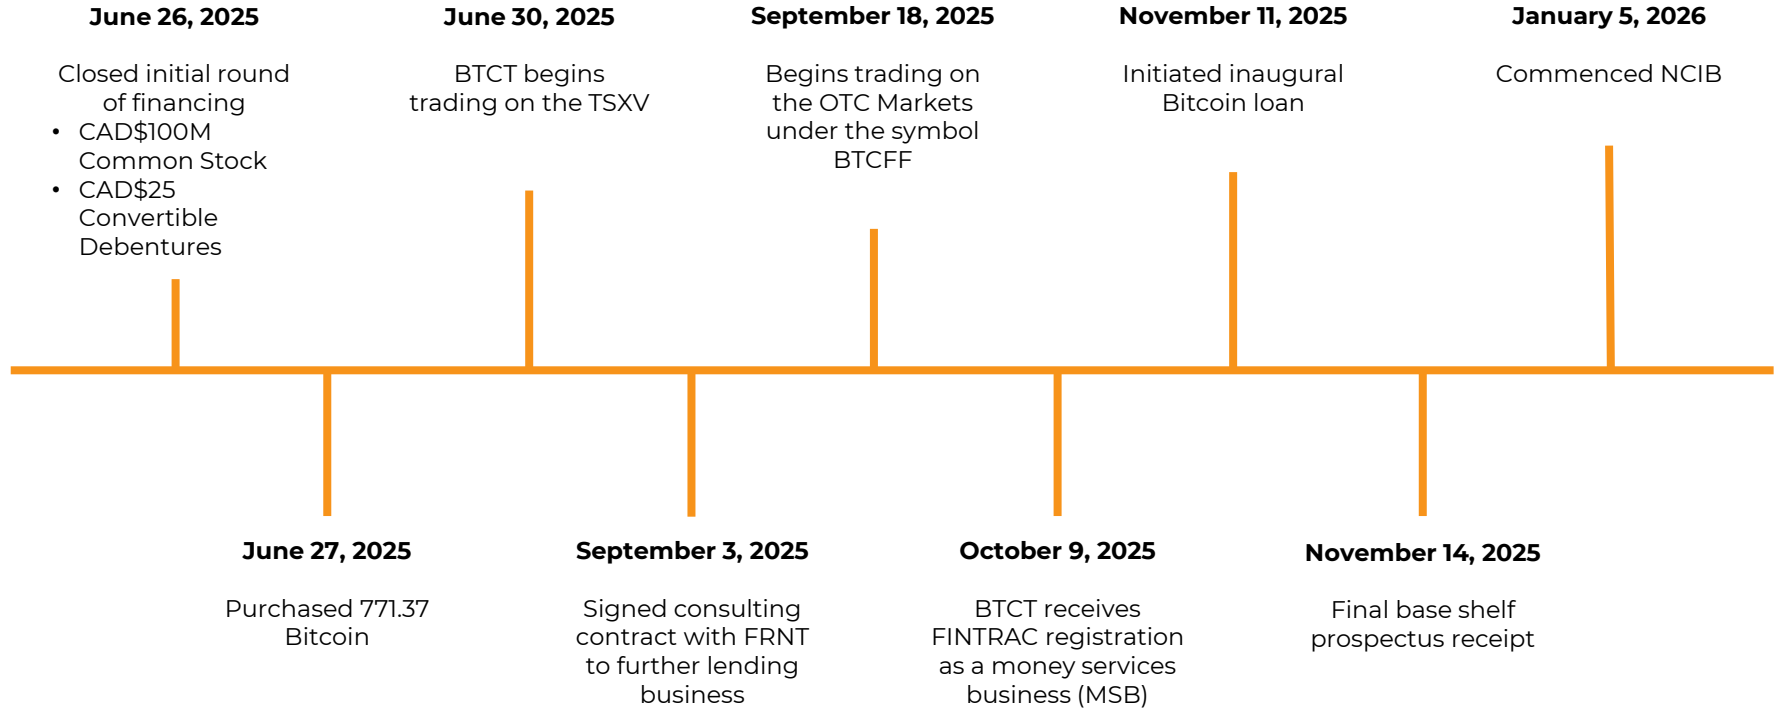 June 26, 2025
Closed initial round
of financing
• CAD$100M
Common Stock
• CAD$25
Convertible
Debentures
June 27, 2025
Purchased 771.37
Bitcoin
June 30, 2025
BTCT begins
trading on the TSXV
September 3, 2025
Signed consulting
contract with FRNT
to further lending
business
September 18, 2025
Begins trading on
the OTC Markets
under the symbol
BTCFF
October 9, 2025
BTCT receives
FINTRAC registration
as a money services
business (MSB)
November 11, 2025
Initiated inaugural
Bitcoin loan
November 14, 2025
Final base shelf
prospectus receipt
January 5, 2026
Commenced NCIB